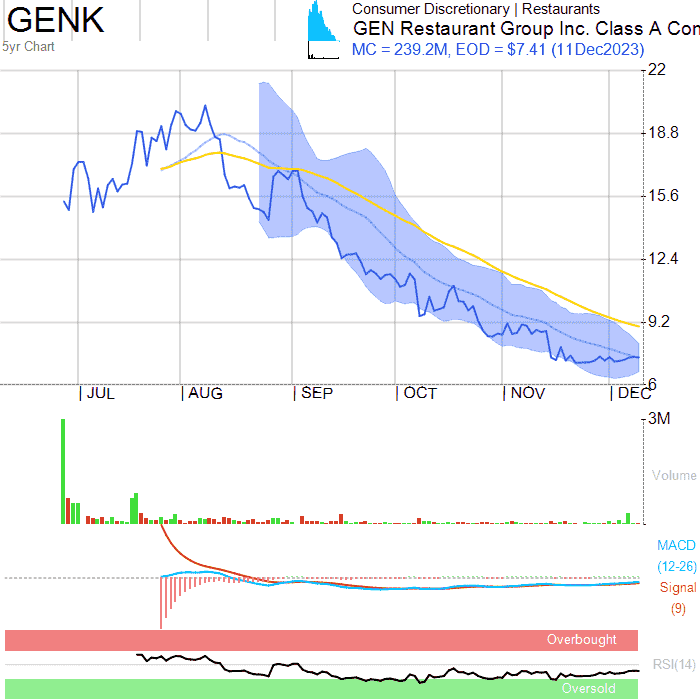 GENK
5yr Chart
Consumer Discretionary | Restaurants
GEN Restaurant Group Inc. Class A Con
MC = 239.2M, EOD = $7.41 (11Dec2023)
22
18.8
15.6
12.4
9.2
6
JUL AUG SEP OCT NOV DEC
3M
Volume
MACD
(12-26)
Signal
(9)
Overbought
RSI(14)
Oversold